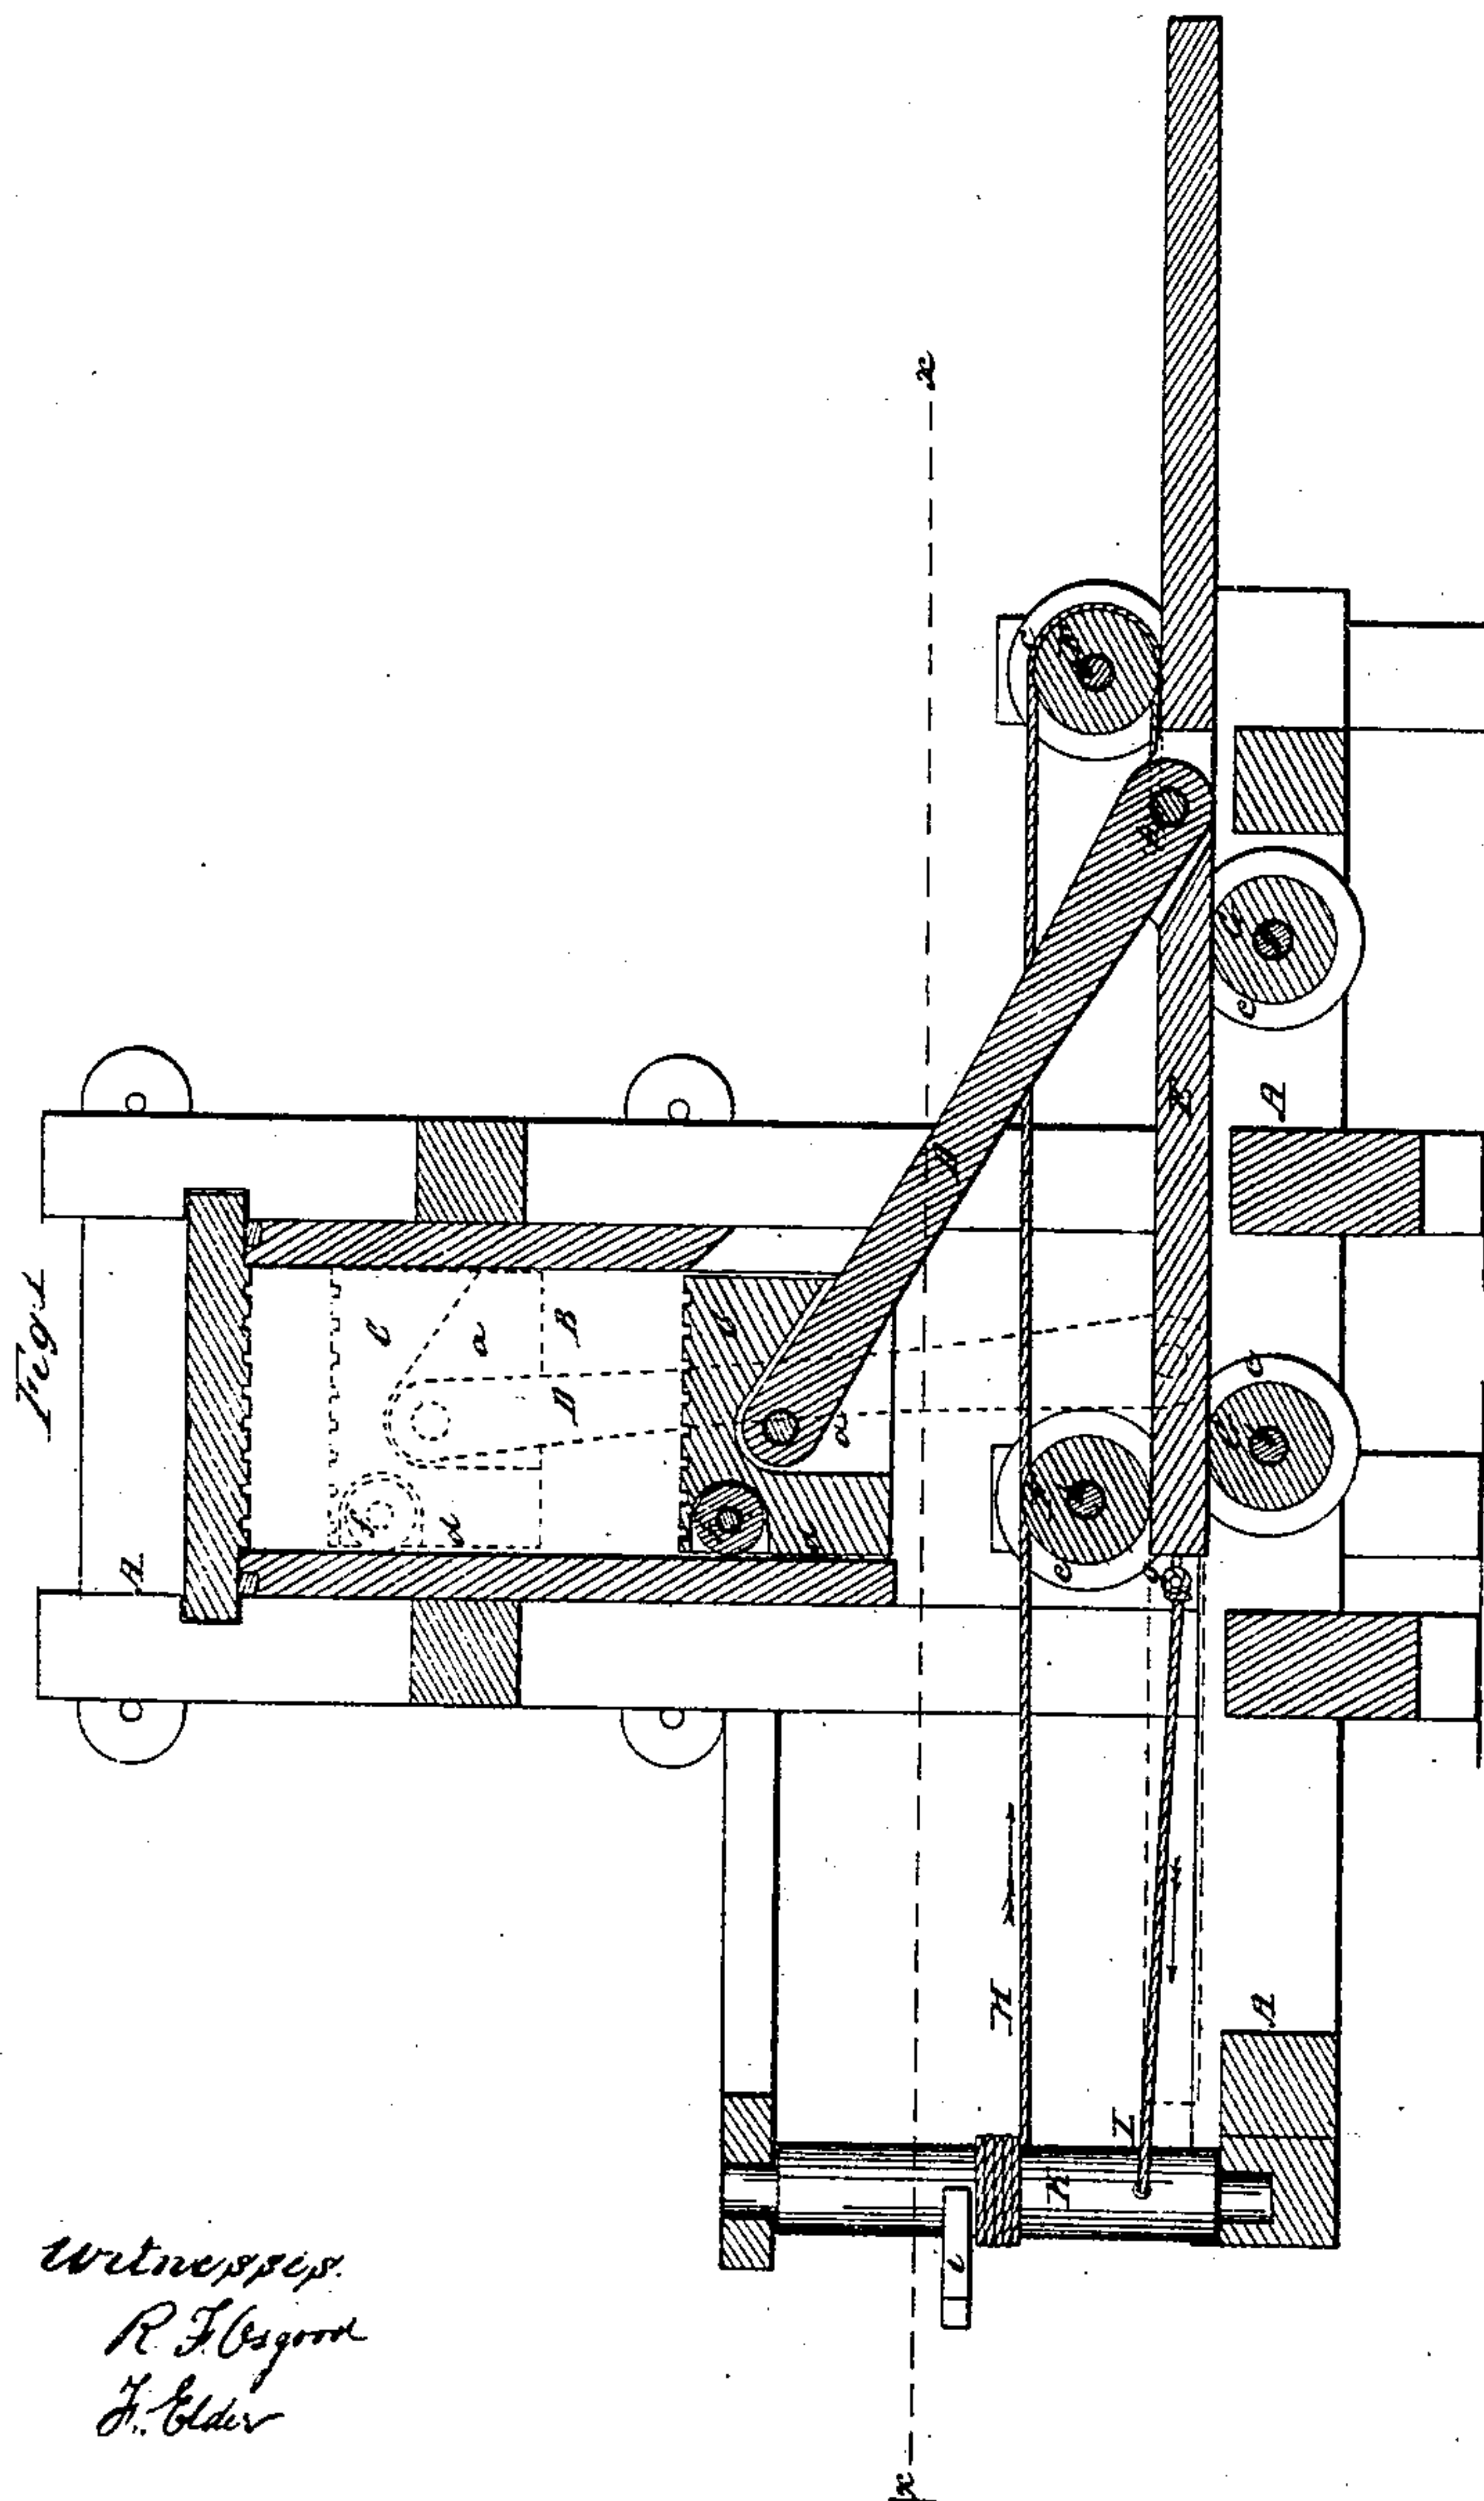 Fig. 1
A
C
a
B
D
b
d
x
C
a
D
d
A
E
G
c
G
c
c
g
H
L
h
A
i
x
Witnesses.
R. F. Osgood
F. Elder